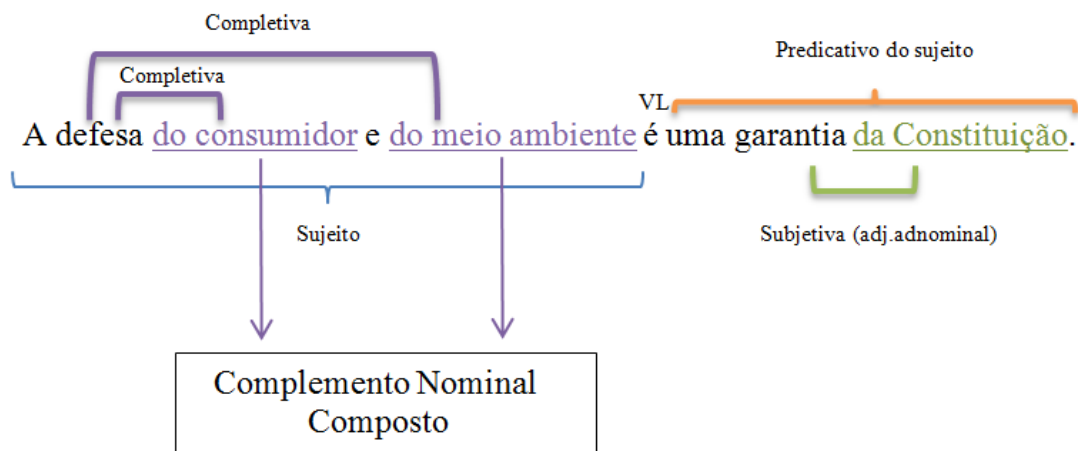 Completiva
Predicativo do sujeito
Completiva
VL
A defesa do consumidor e do meio ambiente é uma garantia da Constituição.
Sujeito
Subjetiva (adj.adnominal)
Complemento Nominal
Composto